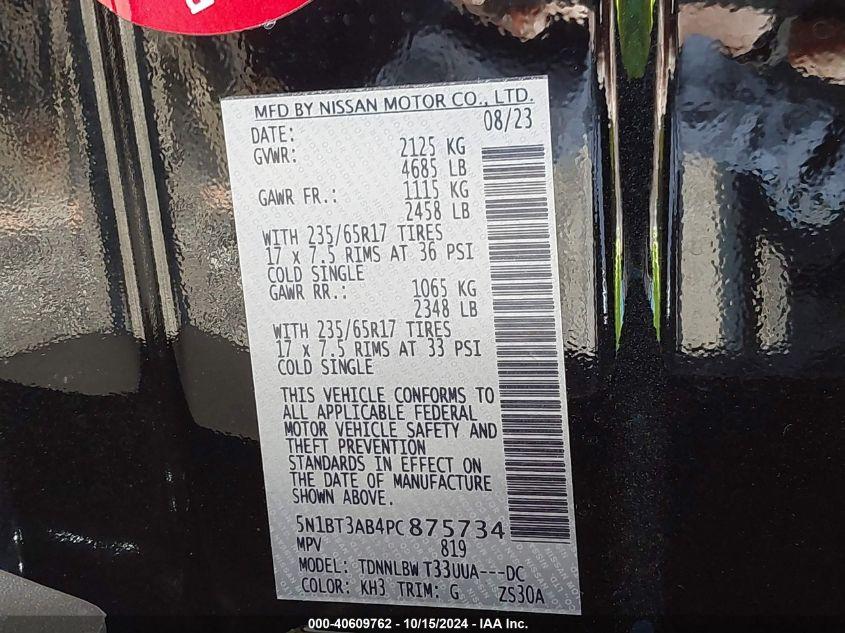 MFD BY NISSAN MOTOR CO., LTD.
DATE: 08/23
GVWR: 2125 KG
4685 LB
GAWR FR.: 1115 KG
2458 LB
WITH 235/65R17 TIRES
17 x 7.5 RIMS AT 36 PSI
COLD SINGLE
GAWR RR.: 1065 KG
2348 LB
WITH 235/65R17 TIRES
17 x 7.5 RIMS AT 33 PSI
COLD SINGLE
THIS VEHICLE CONFORMS TO
ALL APPLICABLE FEDERAL
MOTOR VEHICLE SAFETY AND
THEFT PREVENTION
STANDARDS IN EFFECT ON
THE DATE OF MANUFACTURE
SHOWN ABOVE.
5N1BT3AB4PC875734
MPV 819
MODEL: TDNNLBW T33UUA---DC
COLOR: KH3 TRIM: G ZS30A
000-40609762 - 10/15/2024 - IAA Inc.